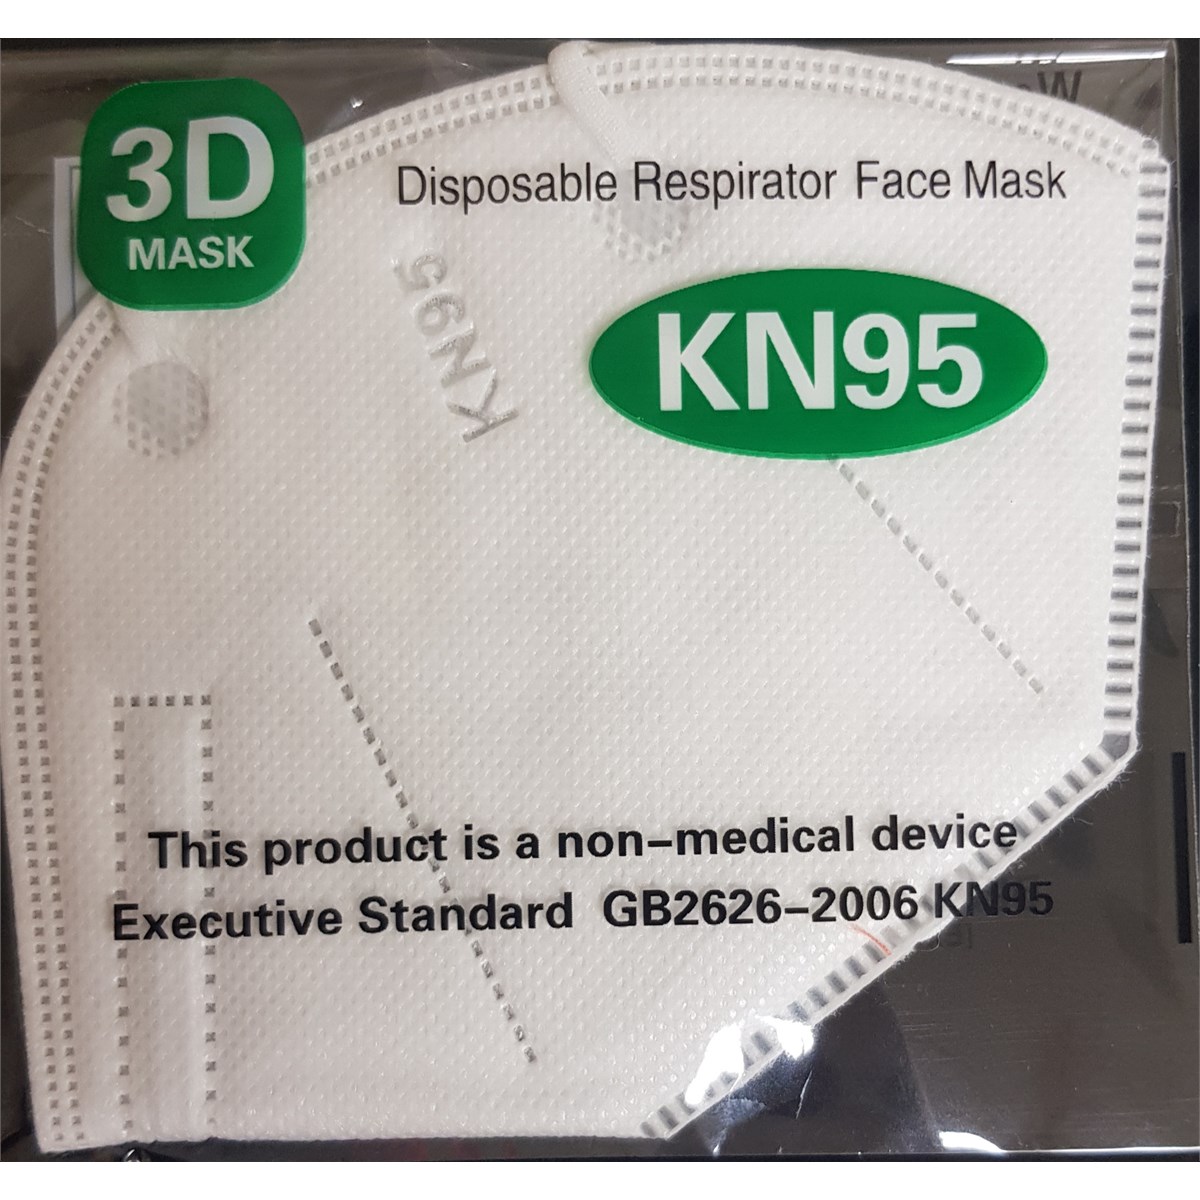 3D
MASK
Disposable Respirator Face Mask
KN95
KN95
This product is a non-medical device
Executive Standard GB2626-2006 KN95